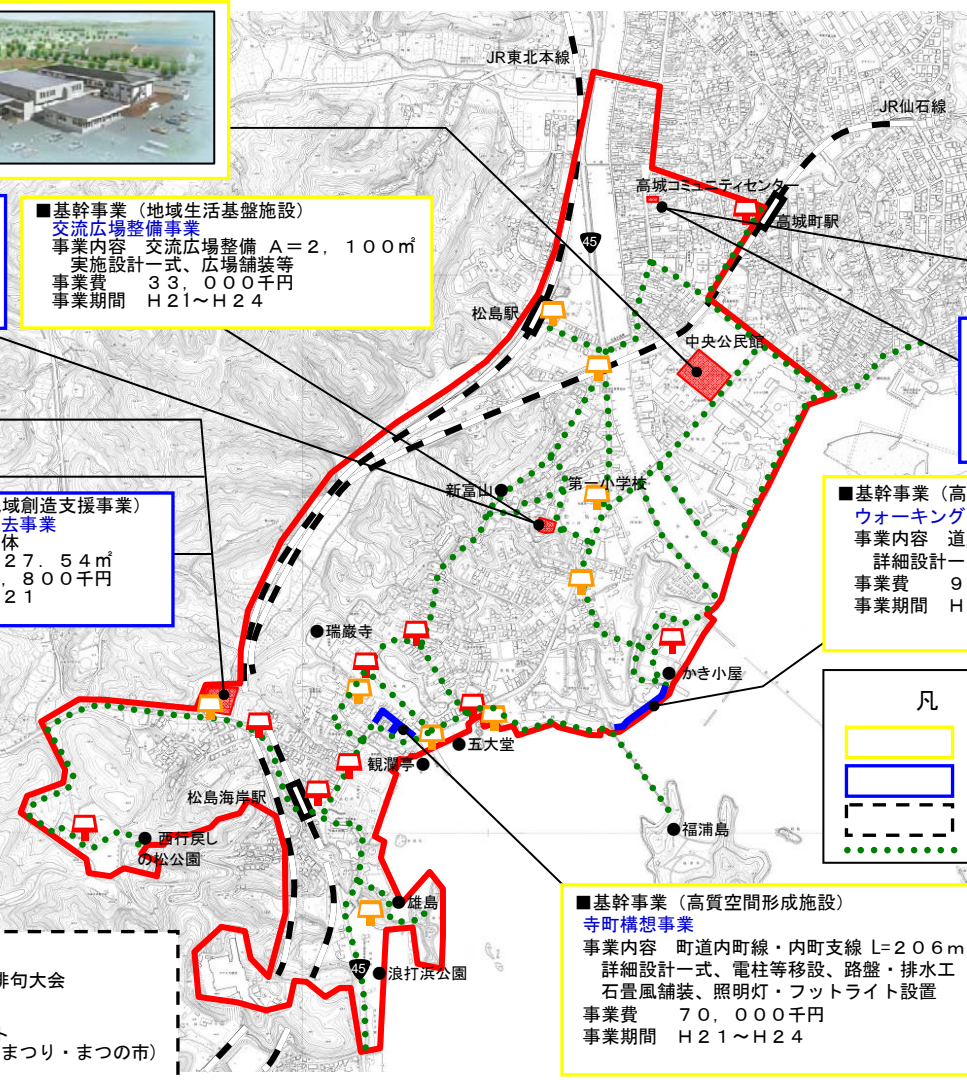 JR東北本線
JR仙石線
高城コミュニティセンター
高城町駅
■基幹事業（地域生活基盤施設）
交流広場整備事業
事業内容　交流広場整備 A＝2，100㎡
実施設計一式、広場舗装等
事業費　　33，000千円
事業期間　H21～H24
45
松島駅
中央公民館
新富山
第一小学校
域創造支援事業）
去事業
体
27．54㎡
，800千円
21
■基幹事業（高
ウォーキング
事業内容　道
詳細設計一
事業費　　9
事業期間　H
瑞巌寺
かき小屋
凡
五大堂
観瀾亭
松島海岸駅
西行戻し
の松公園
福浦島
雄島
45
浪打浜公園
■基幹事業（高質空間形成施設）
寺町構想事業
事業内容　町道内町線・内町支線 L=206m
詳細設計一式、電柱等移設、路盤・排水工
石畳風舗装、照明灯・フットライト設置
事業費　　70，000千円
事業期間　H21～H24
俳句大会
ト
まつり・まつの市）